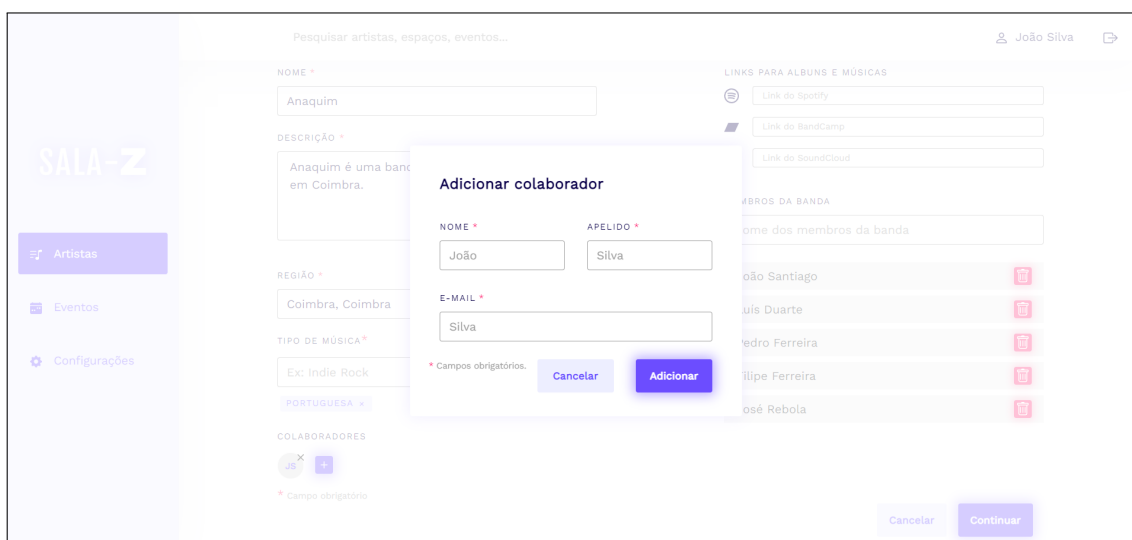 Pesquisar artistas, espaços, eventos...
João Silva
SALA-Z
Artistas
Eventos
Configurações
NOME *
Anaquim
DESCRIÇÃO *
Anaquim é uma banc
em Coimbra.
REGIÃO *
Coimbra, Coimbra
TIPO DE MÚSICA*
Ex: Indie Rock
PORTUGUESA ×
COLABORADORES
JS ×
+
* Campo obrigatório
LINKS PARA ALBUNS E MÚSICAS
Link do Spotify
Link do BandCamp
Link do SoundCloud
MBROS DA BANDA
ome dos membros da banda
oão Santiago
uís Duarte
edro Ferreira
ilipe Ferreira
osé Rebola
Cancelar
Continuar
Adicionar colaborador
NOME *
APELIDO *
João
Silva
E-MAIL *
Silva
* Campos obrigatórios.
Cancelar
Adicionar